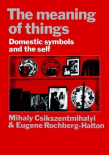 The meaning of
things
Domestic symbols
and the self
Mihaly Csikszentmihalyi
& Eugene Rochberg-Halton